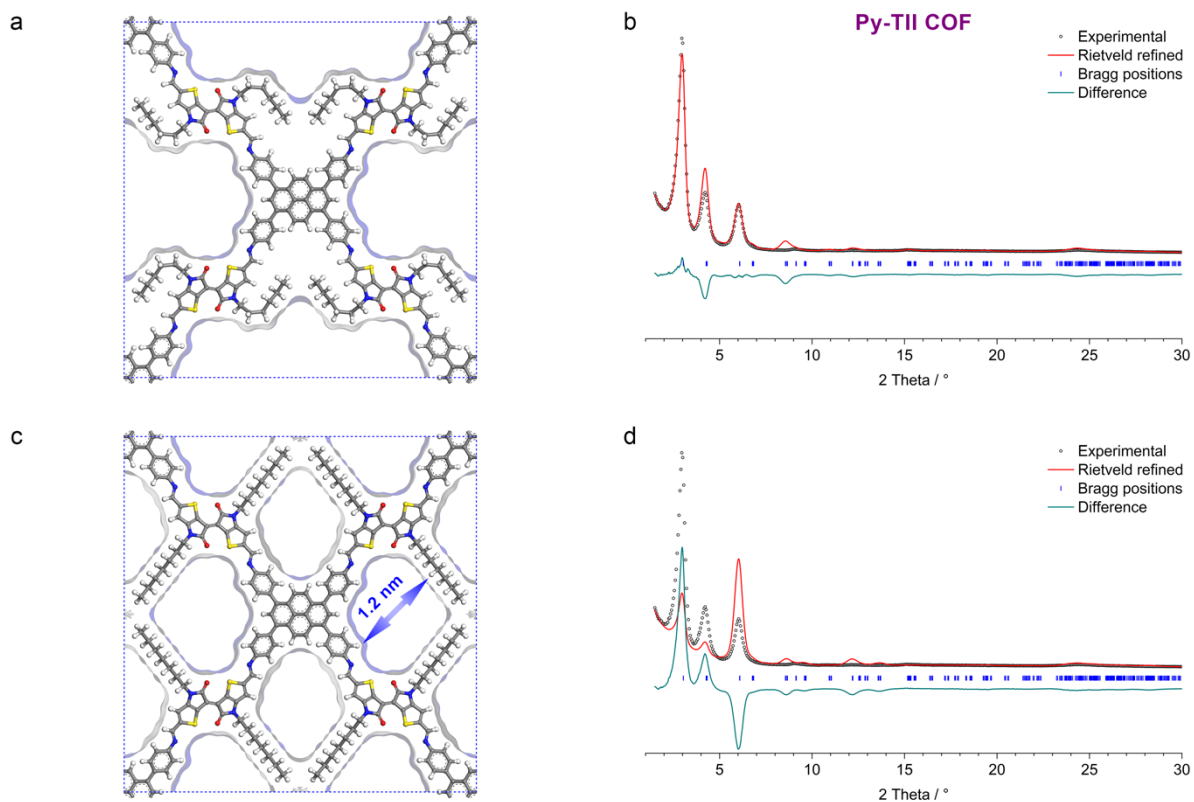 a
b
Py-TII COF
Experimental
Rietveld refined
Bragg positions
Difference
5
10
15
20
25
30
2 Theta / °
c
1.2 nm
d
Experimental
Rietveld refined
Bragg positions
Difference
5
10
15
20
25
30
2 Theta / °